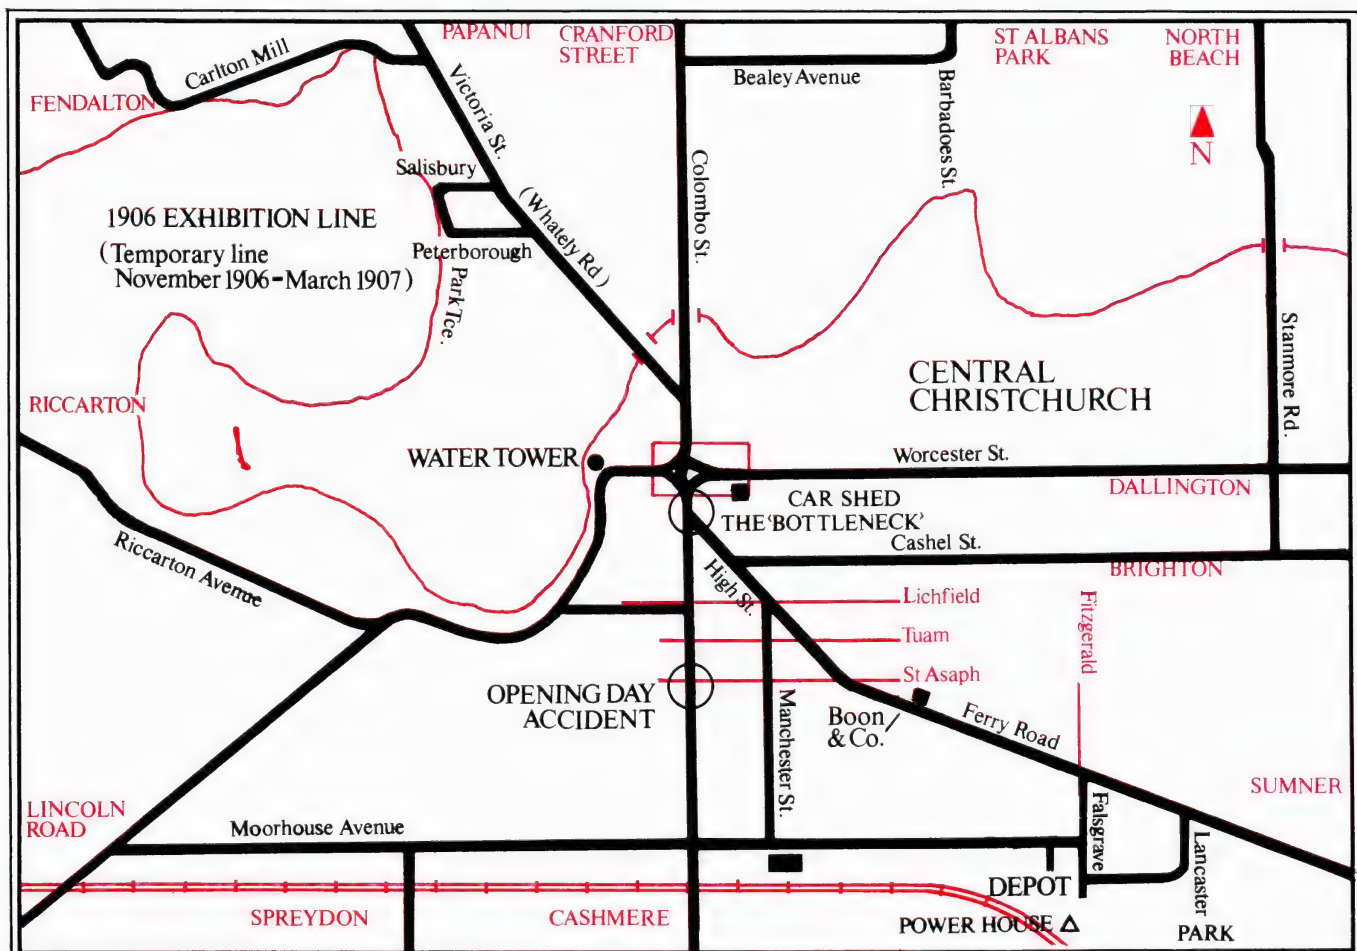 PAPANUI
CRANFORD
STREET
ST ALBANS
PARK
NORTH
BEACH
Carlton Mill
Victoria St.
Bealey Avenue
Barbadoes St.
FENDALTON
N
Salisbury
Colombo St.
(Whately Rd)
1906 EXHIBITION LINE
(Temporary line
November 1906-March 1907)
Peterborough
Park Tce.
Stanmore Rd.
CENTRAL
CHRISTCHURCH
RICCARTON
WATER TOWER
Worcester St.
DALLINGTON
CAR SHED
THE 'BOTTLENECK'
Cashel St.
Riccarton Avenue
High St.
BRIGHTON
Lichfield
Fitzgerald
Tuam
St Asaph
OPENING DAY
ACCIDENT
Manchester St.
Boon
& Co.
Ferry Road
SUMNER
LINCOLN
ROAD
Moorhouse Avenue
Falsgrave
Lancaster
PARK
DEPOT
SPREYDON
CASHMERE
POWER HOUSE